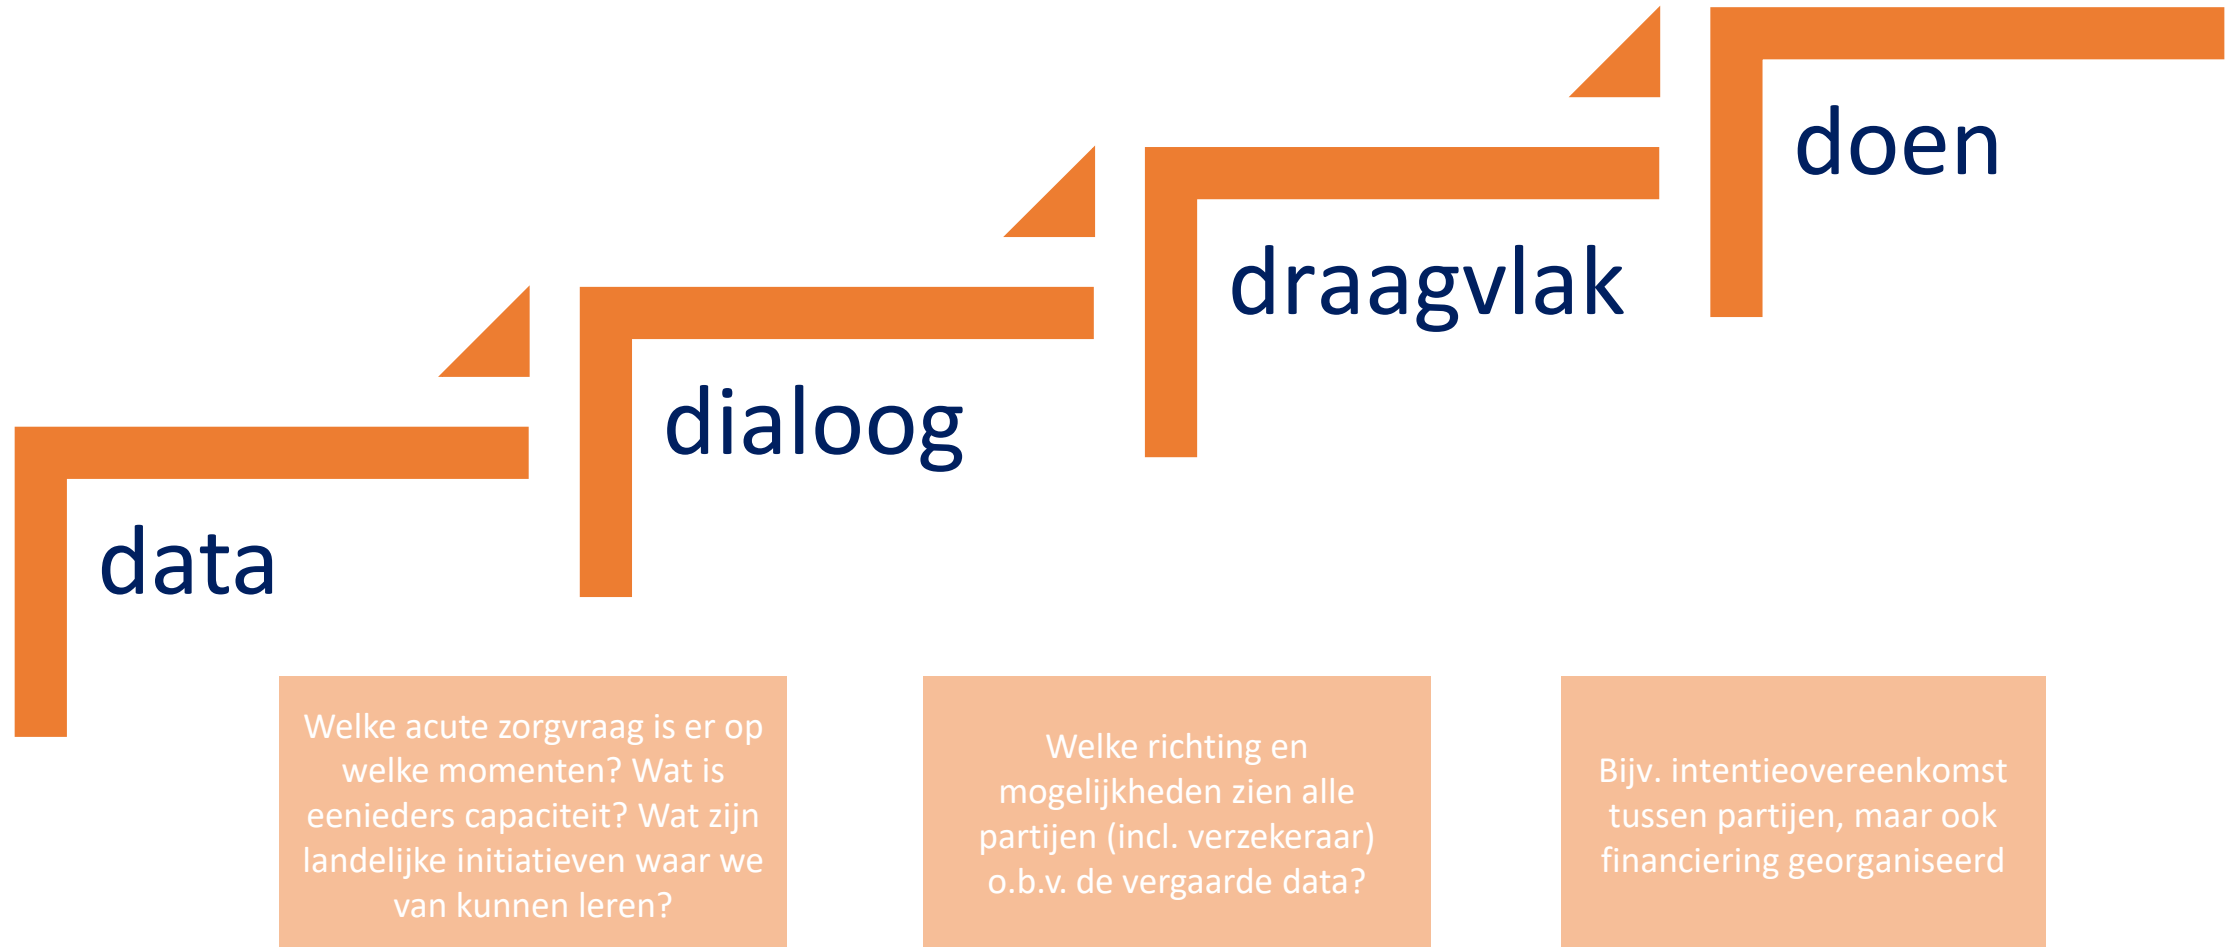 data
dialoog
draagvlak
doen
Welke acute zorgvraag is er op
welke momenten? Wat is
eenieders capaciteit? Wat zijn
landelijke initiatieven waar we
van kunnen leren?
Welke richting en
mogelijkheden zien alle
partijen (incl. verzekeraar)
o.b.v. de vergaarde data?
Bijv. intentieovereenkomst
tussen partijen, maar ook
financiering georganiseerd